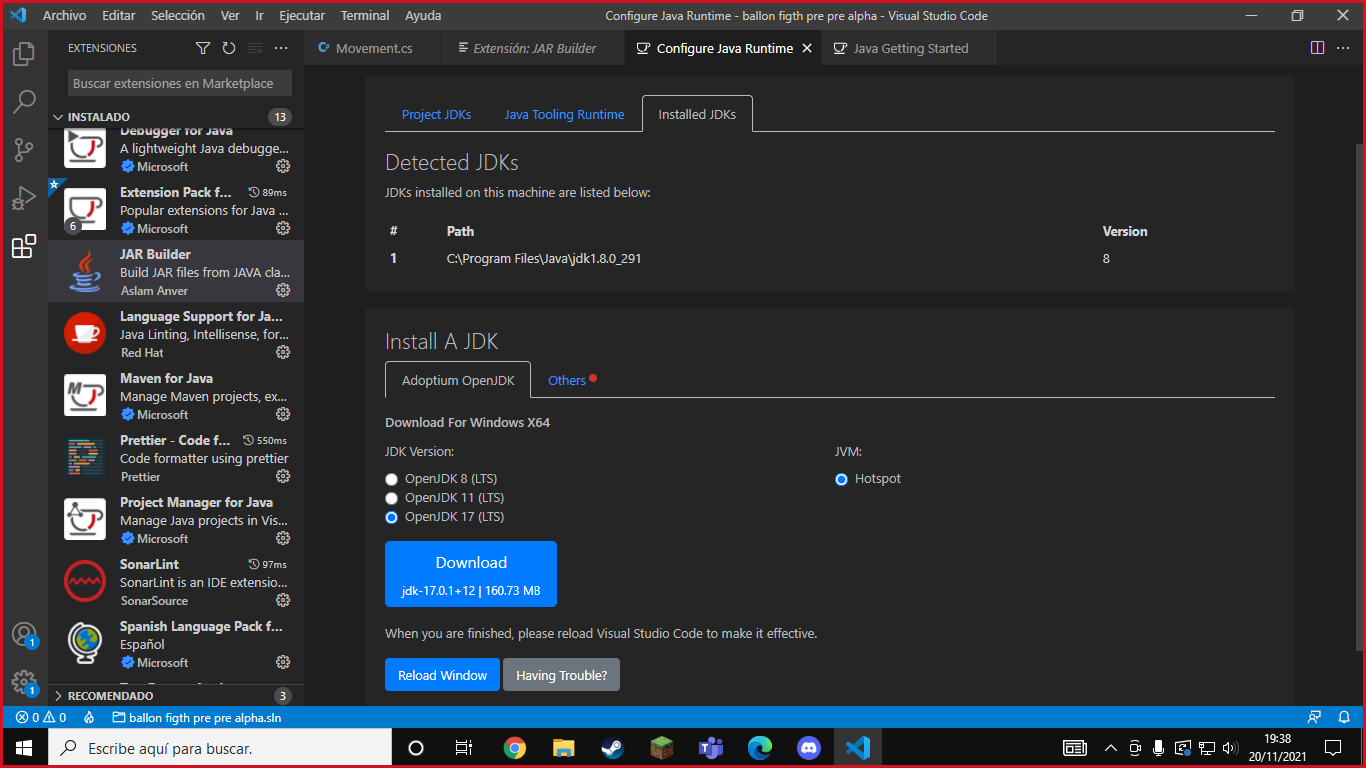 Archivo Editar Selección Ver Ir Ejecutar Terminal Ayuda
Configure Java Runtime - ballon figth pre pre alpha - Visual Studio Code
EXTENSIONES
Buscar extensiones en Marketplace
INSTALADO 13
Debugger for Java
A lightweight Java debugge...
Microsoft
Extension Pack f... 89ms
Popular extensions for Java ...
6 Microsoft
JAR Builder
Build JAR files from JAVA cla...
Aslam Anver
Language Support for Ja...
Java Linting, Intellisense, for...
Red Hat
Maven for Java
Manage Maven projects, ex...
Microsoft
Prettier - Code f... 550ms
Code formatter using prettier
Prettier
Project Manager for Java
Manage Java projects in Vis...
Microsoft
SonarLint 97ms
SonarLint is an IDE extensio...
SonarSource
Spanish Language Pack f...
Español
Microsoft
RECOMENDADO 3
1
1
Movement.cs
Extensión: JAR Builder
Configure Java Runtime
Java Getting Started
Project JDKs Java Tooling Runtime Installed JDKs
Detected JDKs
JDKs installed on this machine are listed below:
# Path Version
1 C:\Program Files\Java\jdk1.8.0_291 8
Install A JDK
Adoptium OpenJDK Others
Download For Windows X64
JDK Version: JVM:
OpenJDK 8 (LTS) Hotspot
OpenJDK 11 (LTS)
OpenJDK 17 (LTS)
Download
jdk-17.0.1+12 | 160.73 MB
When you are finished, please reload Visual Studio Code to make it effective.
Reload Window Having Trouble?
0 0 ballon figth pre pre alpha.sln
Escribe aquí para buscar.
19:38
20/11/2021